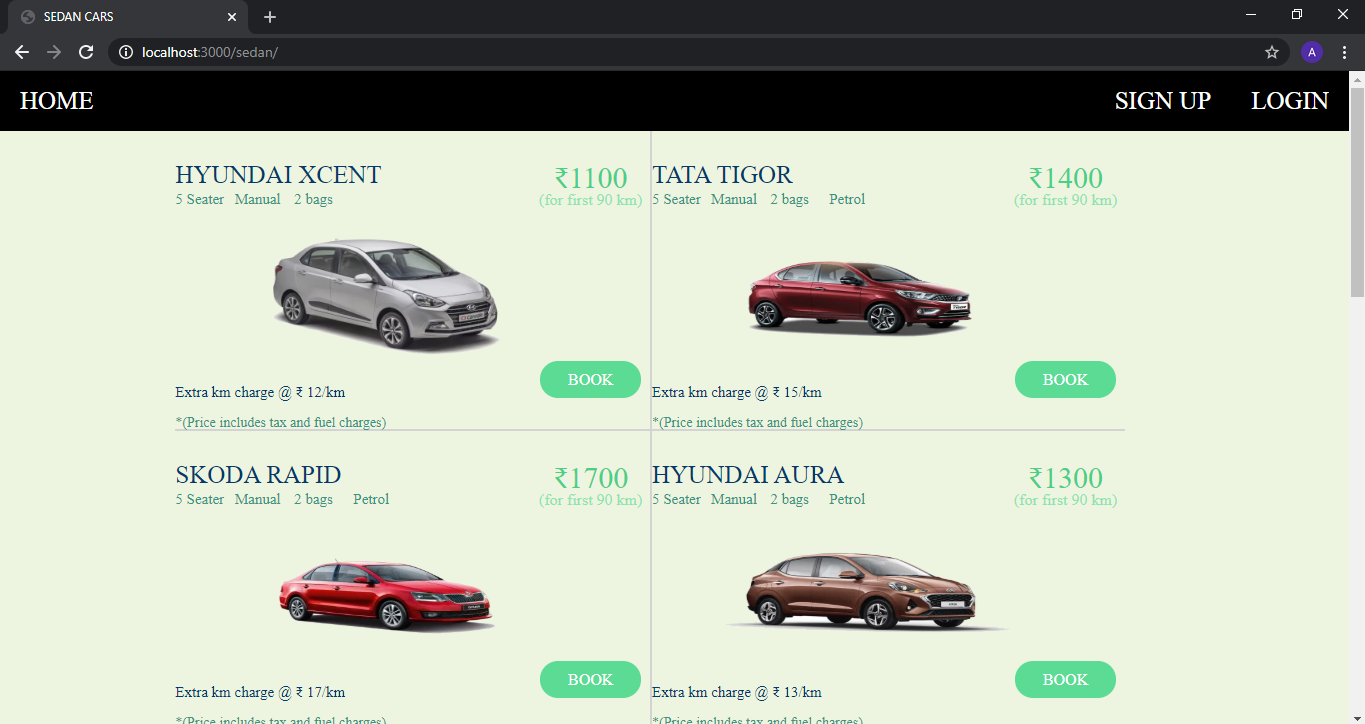 SEDAN CARS
localhost:3000/sedan/
A
HOME
SIGN UP
LOGIN
HYUNDAI XCENT
₹1100
5 Seater Manual 2 bags
(for first 90 km)
BOOK
Extra km charge @ ₹ 12/km
*(Price includes tax and fuel charges)
TATA TIGOR
₹1400
5 Seater Manual 2 bags Petrol
(for first 90 km)
BOOK
Extra km charge @ ₹ 15/km
*(Price includes tax and fuel charges)
SKODA RAPID
₹1700
5 Seater Manual 2 bags Petrol
(for first 90 km)
BOOK
Extra km charge @ ₹ 17/km
*(Price includes tax and fuel charges)
HYUNDAI AURA
₹1300
5 Seater Manual 2 bags Petrol
(for first 90 km)
BOOK
Extra km charge @ ₹ 13/km
*(Price includes tax and fuel charges)